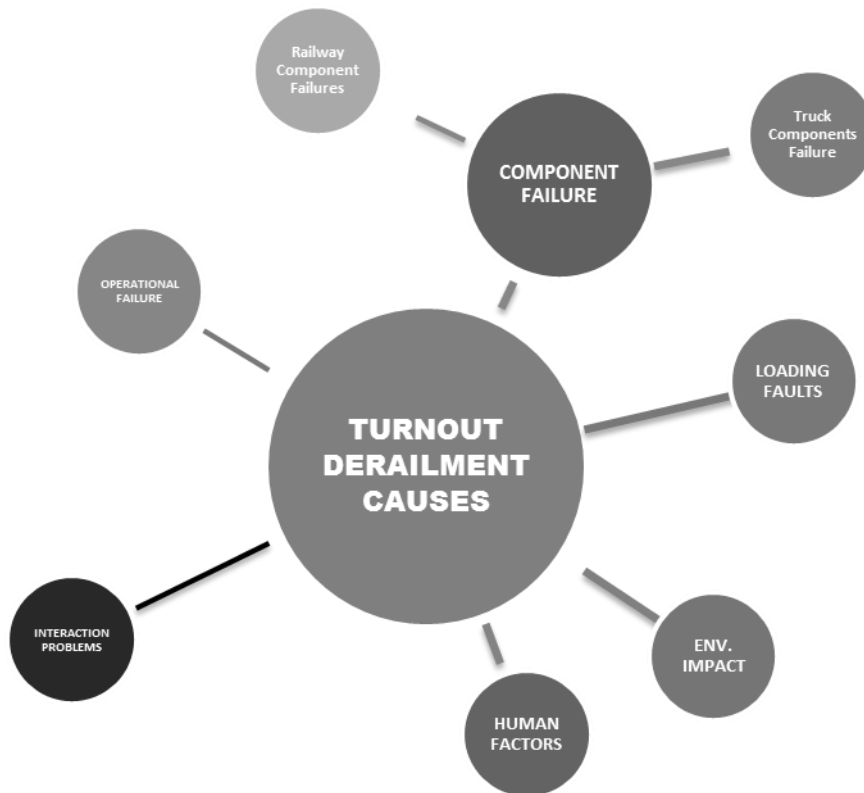 Railway
Component
Failures
COMPONENT
FAILURE
Truck
Components
Failure
OPERATIONAL
FAILURE
LOADING
FAULTS
TURNOUT
DERAILMENT
CAUSES
INTERACTION
PROBLEMS
ENV.
IMPACT
HUMAN
FACTORS